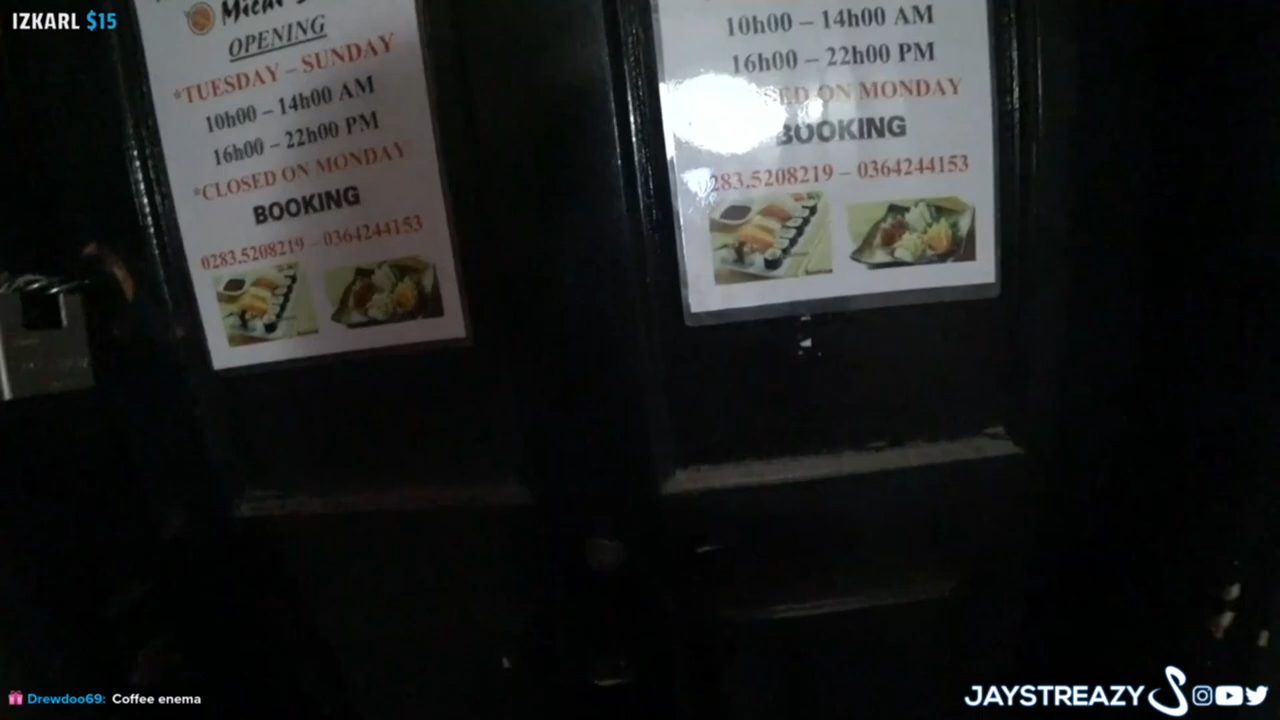 IZKARL $15
OPENING
*TUESDAY – SUNDAY
10h00 – 14h00 AM
16h00 – 22h00 PM
*CLOSED ON MONDAY
BOOKING
0283.5208219 – 0364244153
10h00 – 14h00 AM
16h00 – 22h00 PM
ON MONDAY
BOOKING
283.5208219 – 0364244153
Drewdoo69: Coffee enema
JAYSTREAZY